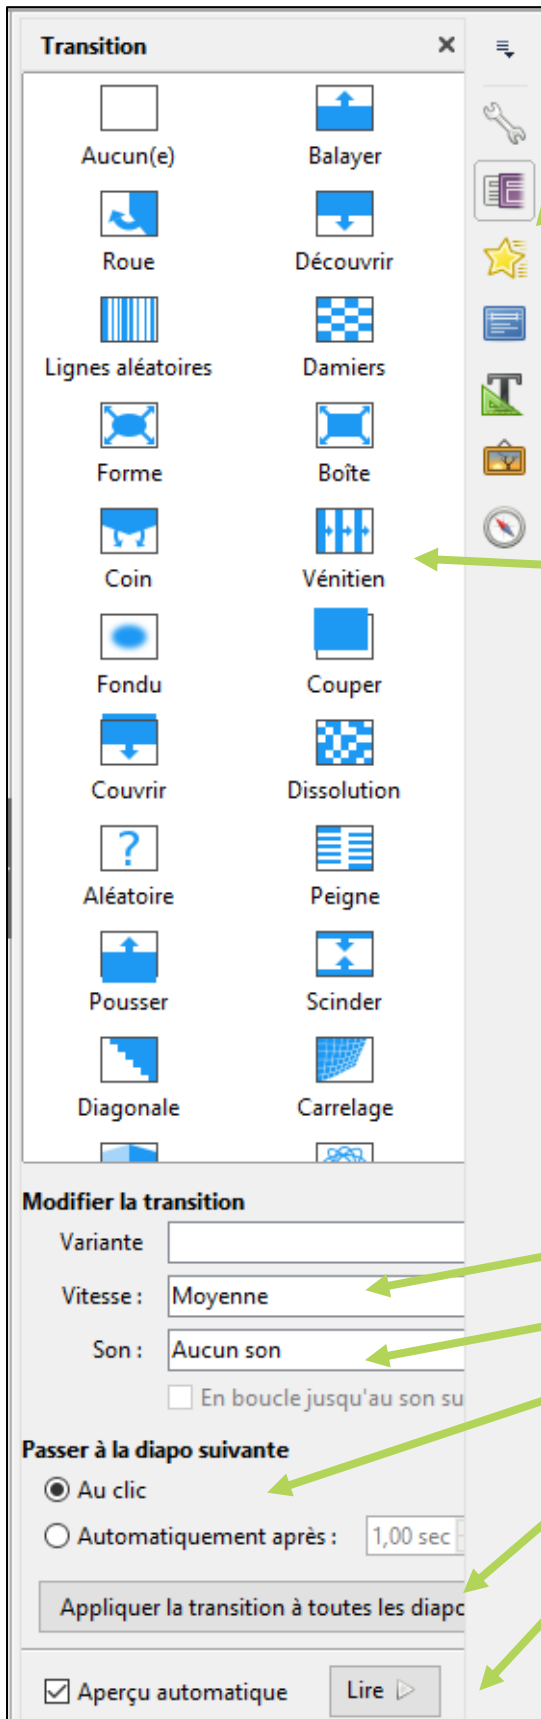 Transition
Aucun(e) Balayer
Roue Découvrir
Lignes aléatoires Damiers
Forme Boîte
Coin Vénitien
Fondu Couper
Couvrir Dissolution
?
Aléatoire Peigne
Pousser Scinder
Diagonale Carrelage
Modifier la transition
Variante
Vitesse : Moyenne
Son : Aucun son
En boucle jusqu'au son su
Passer à la diapo suivante
Au clic
Automatiquement après : 1,00 sec
Appliquer la transition à toutes les diapo
Aperçu automatique Lire